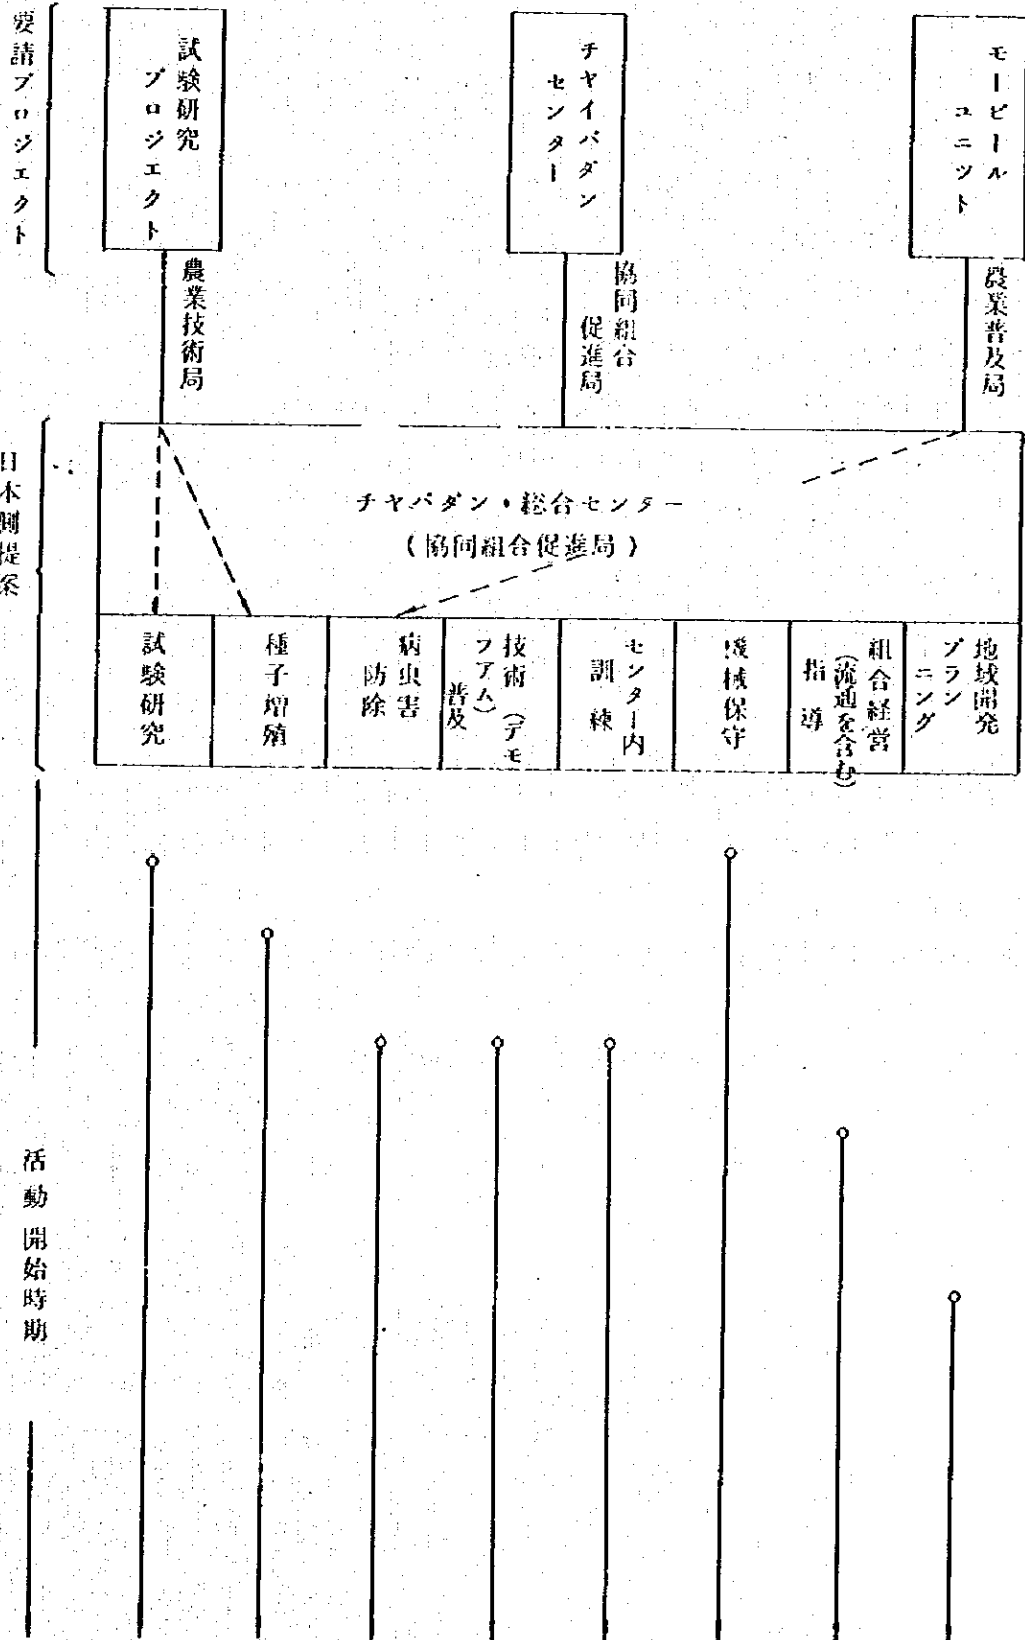 要請プロジェクト
試験研究
プロジェクト
チヤイバダン
センター
モービール
ユニット
農業技術局
協同組合
促進局
農業普及局
日本側提案
チヤバダン・総合センター
(協同組合促進局)
試験研究
種子増殖
病虫害
防除
技術(デモ
フアム)
普及
センター内
訓練
機械保守
組合経営
(流通を含む)
指導
地域開発
プラン
ニング
活動開始時期